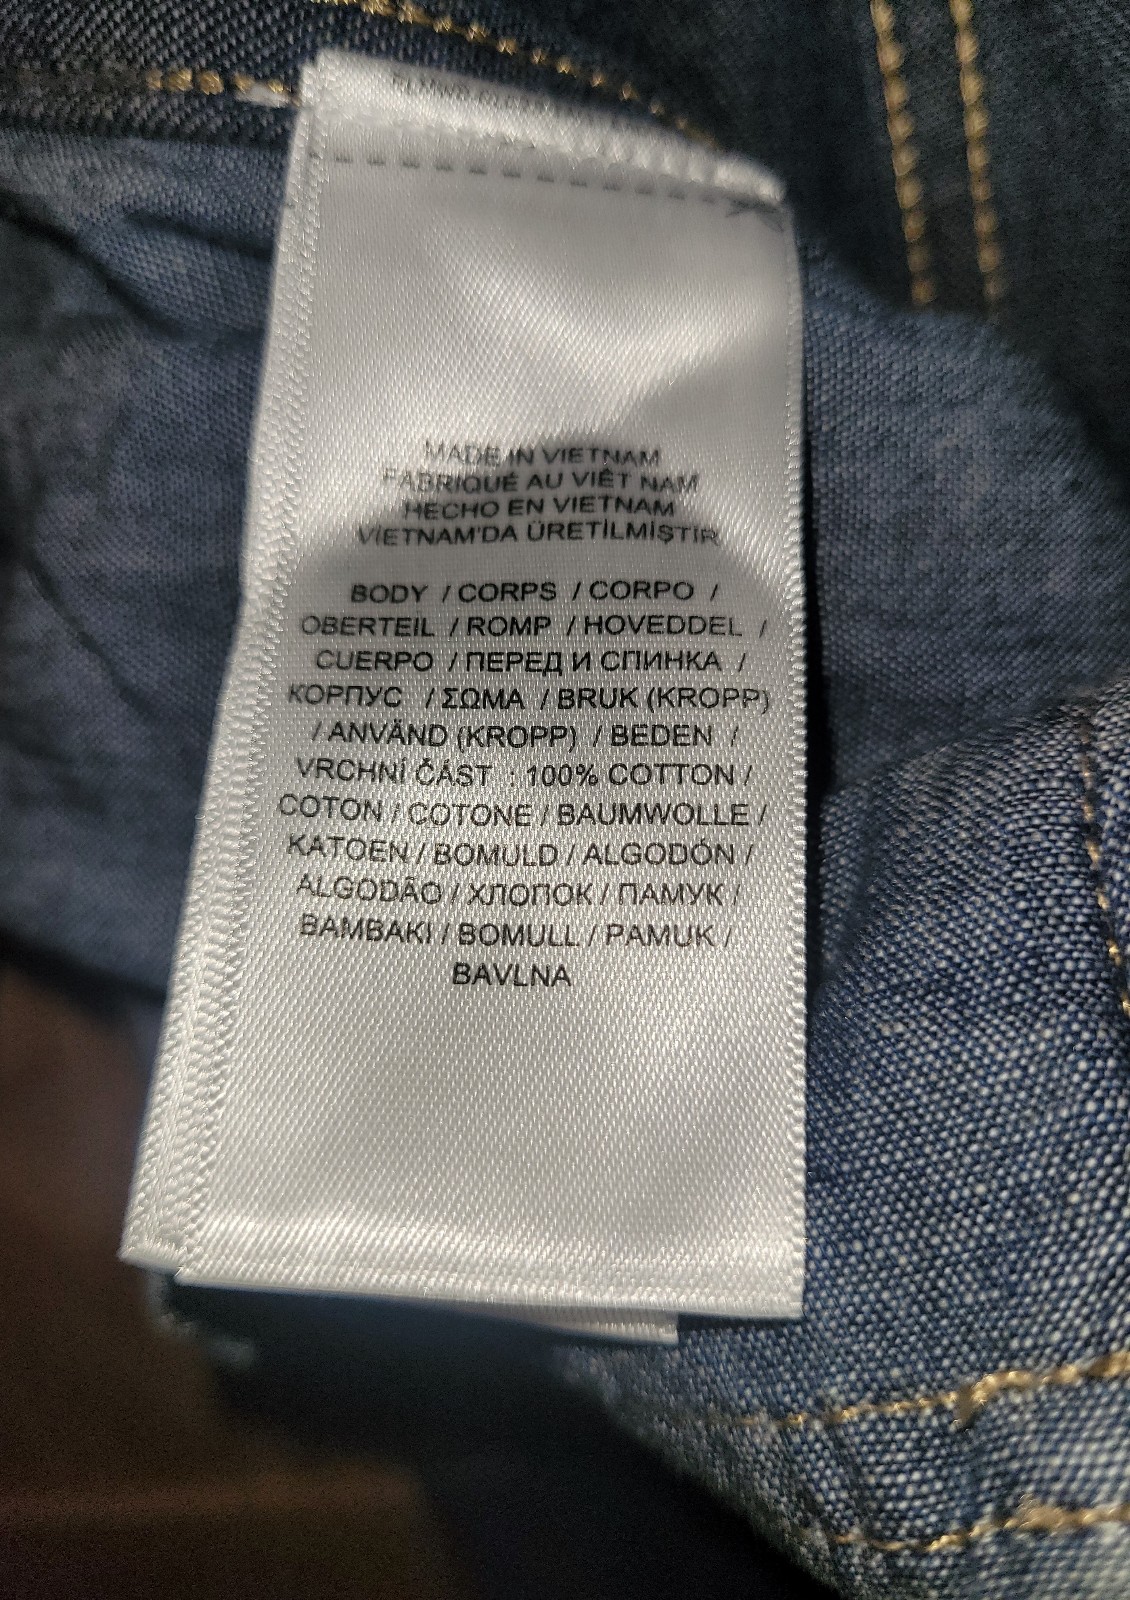 MADE IN VIETNAM
FABRIQUÉ AU VIÊT NAM
HECHO EN VIETNAM
VİETNAM'DA ÜRETİLMİŞTİR
BODY / CORPS / CORPO /
OBERTEIL / ROMP / HOVEDDEL /
CUERPO / ПЕРЕД И СПИНКА /
КОРПУС / ΣΩΜΑ / BRUK (KROPP)
/ ANVÄND (KROPP) / BEDEN /
VRCHNÍ ČÁST : 100% COTTON /
COTON / COTONE / BAUMWOLLE /
KATOEN / BOMULD / ALGODÓN /
ALGODÃO / ХЛОПОК / ПАМУК /
BAMBAKI / BOMULL / PAMUK /
BAVLNA